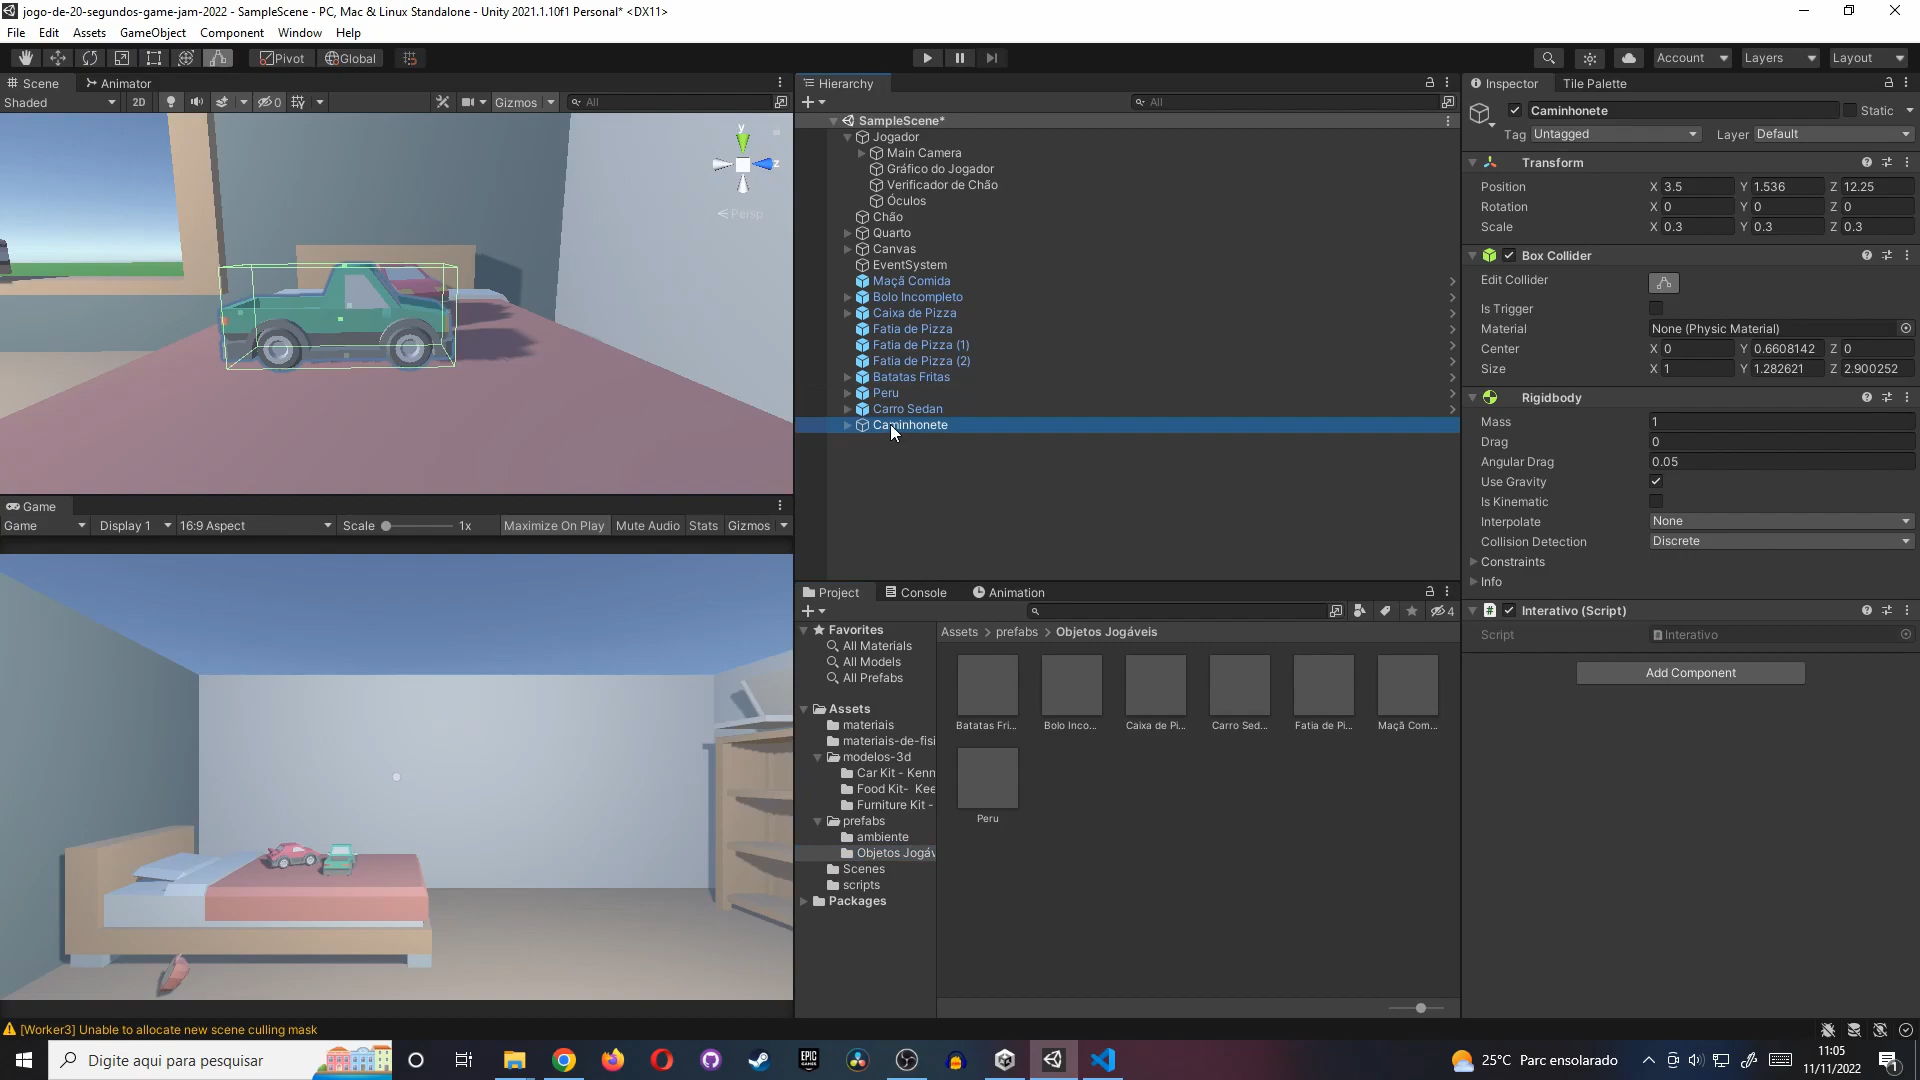 jogo-de-20-segundos-game-jam-2022 - SampleScene - PC, Mac & Linux Standalone - Unity 2021.1.10f1 Personal* <DX11>
File Edit Assets GameObject Component Window Help
Pivot Global Account Layers Layout
Scene Animator
Shaded 2D 0 Gizmos All
y
z
Persp
Game
Game Display 1 16:9 Aspect Scale 1x Maximize On Play Mute Audio Stats Gizmos
Hierarchy
All
SampleScene*
Jogador
Main Camera
Gráfico do Jogador
Verificador de Chão
Óculos
Chão
Quarto
Canvas
EventSystem
Maçã Comida
Bolo Incompleto
Caixa de Pizza
Fatia de Pizza
Fatia de Pizza (1)
Fatia de Pizza (2)
Batatas Fritas
Peru
Carro Sedan
Caminhonete
Project Console Animation
4
Favorites
All Materials
All Models
All Prefabs
Assets
materiais
materiais-de-fisi
modelos-3d
Car Kit - Kenn
Food Kit- Kee
Furniture Kit -
prefabs
ambiente
Objetos Jogáv
Scenes
scripts
Packages
Assets > prefabs > Objetos Jogáveis
Batatas Fri... Bolo Inco... Caixa de Pi... Carro Sed... Fatia de Pi... Maçã Com...
Peru
Inspector Tile Palette
Caminhonete Static
Tag Untagged Layer Default
Transform
Position X 3.5 Y 1.536 Z 12.25
Rotation X 0 Y 0 Z 0
Scale X 0.3 Y 0.3 Z 0.3
Box Collider
Edit Collider
Is Trigger
Material None (Physic Material)
Center X 0 Y 0.6608142 Z 0
Size X 1 Y 1.282621 Z 2.900252
Rigidbody
Mass 1
Drag 0
Angular Drag 0.05
Use Gravity
Is Kinematic
Interpolate None
Collision Detection Discrete
Constraints
Info
Interativo (Script)
Script Interativo
Add Component
[Worker3] Unable to allocate new scene culling mask
Digite aqui para pesquisar
EPIC GAMES
25°C Parc ensolarado
11:05
11/11/2022
1